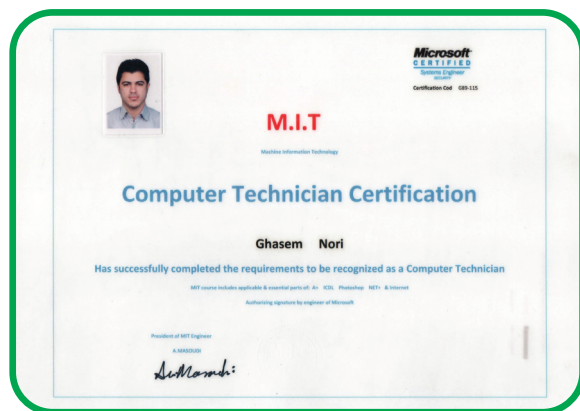 Microsoft
CERTIFIED
Systems Engineer
SECURITY
Certification Cod GB9-115
M.I.T
Machine Information Technology
Computer Technician Certification
Ghasem Nori
Has successfully completed the requirements to be recognized as a Computer Technician
MIT course includes applicable & essential parts of: A+ ICDL Photoshop NET+ & Internet
Authorizing signature by engineer of Microsoft
President of MIT Engineer
A.MASOUDI